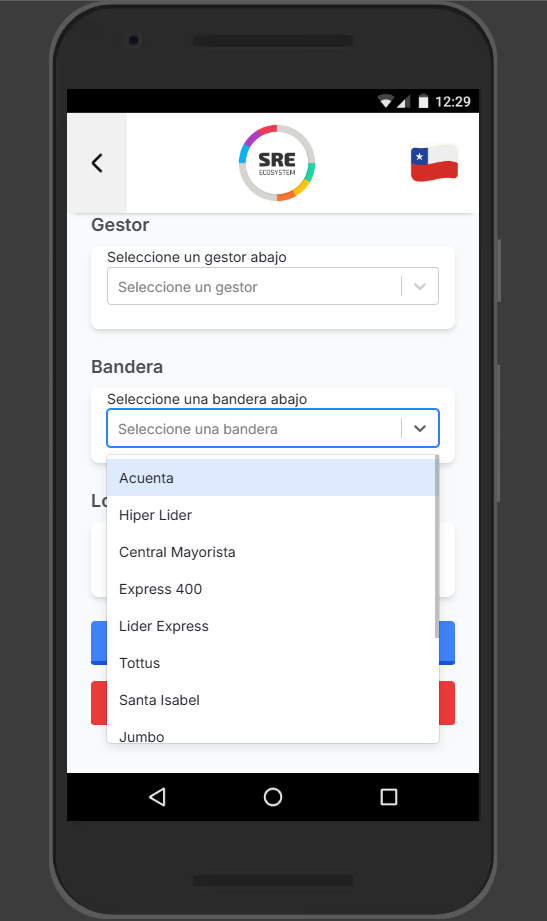 12:29
SRE
ECOSYSTEM
Gestor
Seleccione un gestor abajo
Seleccione un gestor
Bandera
Seleccione una bandera abajo
Seleccione una bandera
Acuenta
Hiper Lider
Central Mayorista
Express 400
Lider Express
Tottus
Santa Isabel
Jumbo